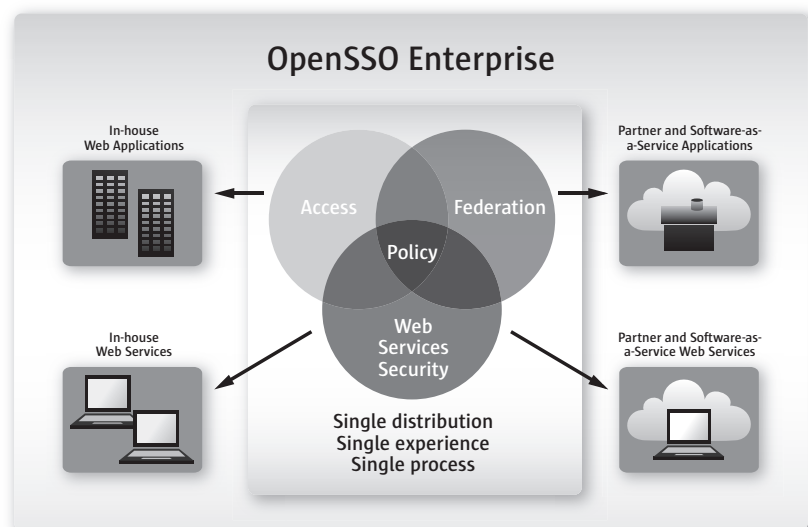 OpenSSO Enterprise
In-house
Web Applications
Partner and Software-as-
a-Service Applications
Access
Federation
Policy
Web
Services
Security
In-house
Web Services
Partner and Software-as-
a-Service Web Services
Single distribution
Single experience
Single process